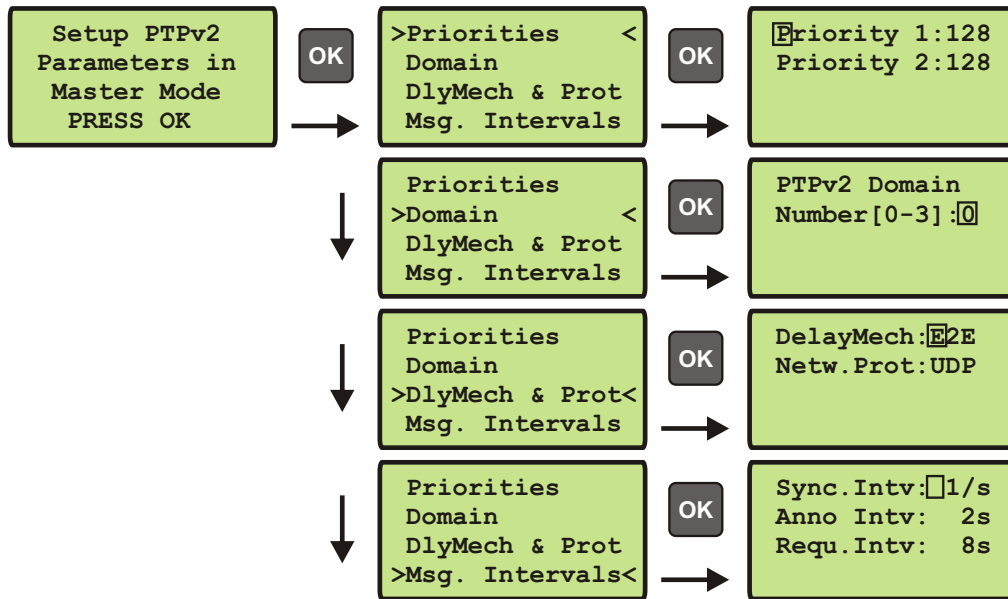 Setup PTPv2
Parameters in
Master Mode
PRESS OK
OK
>Priorities <
Domain
DlyMech & Prot
Msg. Intervals
OK
Priority 1:128
Priority 2:128
Priorities
>Domain <
DlyMech & Prot
Msg. Intervals
OK
PTPv2 Domain
Number[0-3]:0
Priorities
Domain
>DlyMech & Prot<
Msg. Intervals
OK
DelayMech:E2E
Netw.Prot:UDP
Priorities
Domain
DlyMech & Prot
>Msg. Intervals<
OK
Sync.Intv: 1/s
Anno Intv: 2s
Requ.Intv: 8s